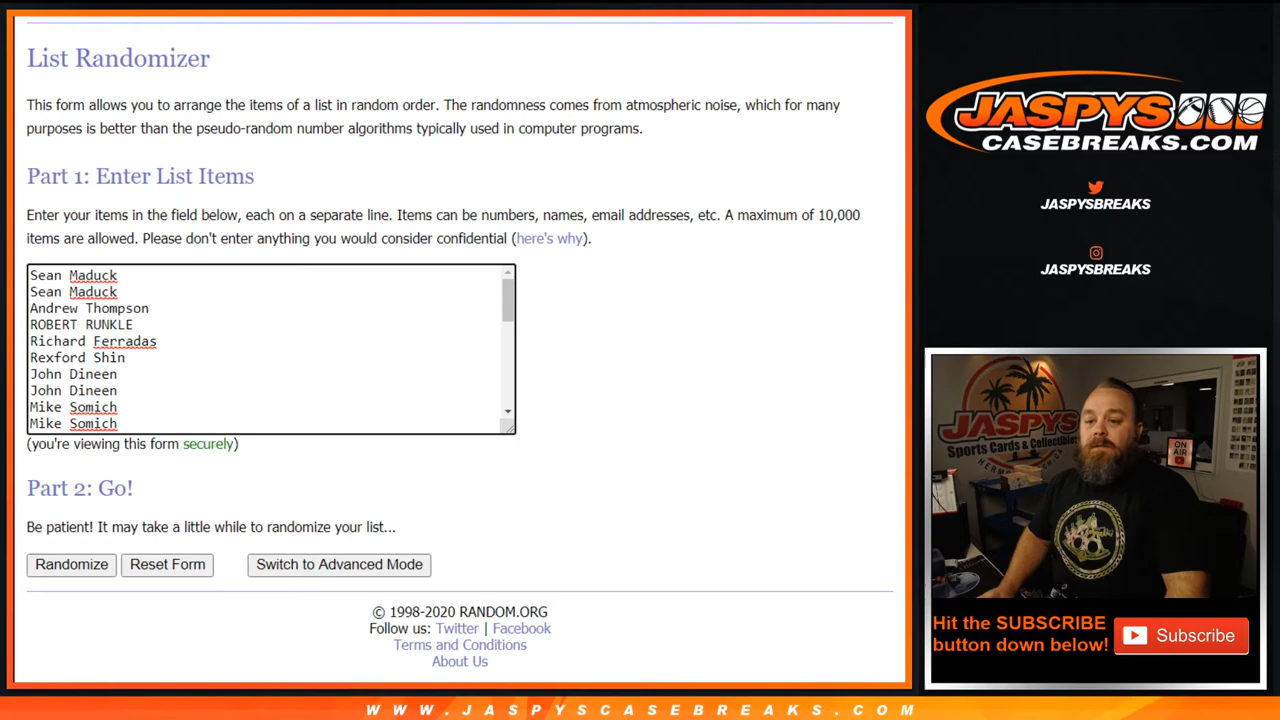 List Randomizer
This form allows you to arrange the items of a list in random order. The randomness comes from atmospheric noise, which for many
purposes is better than the pseudo-random number algorithms typically used in computer programs.
Part 1: Enter List Items
Enter your items in the field below, each on a separate line. Items can be numbers, names, email addresses, etc. A maximum of 10,000
items are allowed. Please don't enter anything you would consider confidential (here's why).
Sean Maduck
Sean Maduck
Andrew Thompson
ROBERT RUNKLE
Richard Ferradas
Rexford Shin
John Dineen
John Dineen
Mike Somich
Mike Somich
(you're viewing this form securely)
Part 2: Go!
Be patient! It may take a little while to randomize your list...
Randomize
Reset Form
Switch to Advanced Mode
© 1998-2020 RANDOM.ORG
Follow us: Twitter | Facebook
Terms and Conditions
About Us
JASPYS
CASEBREAKS.COM
JASPYSBREAKS
JASPYSBREAKS
JASPYS
Sports Cards & Collectibles
ON
AIR
Hit the SUBSCRIBE
button down below!
Subscribe
WWW.JASPYSCASEBREAKS.COM